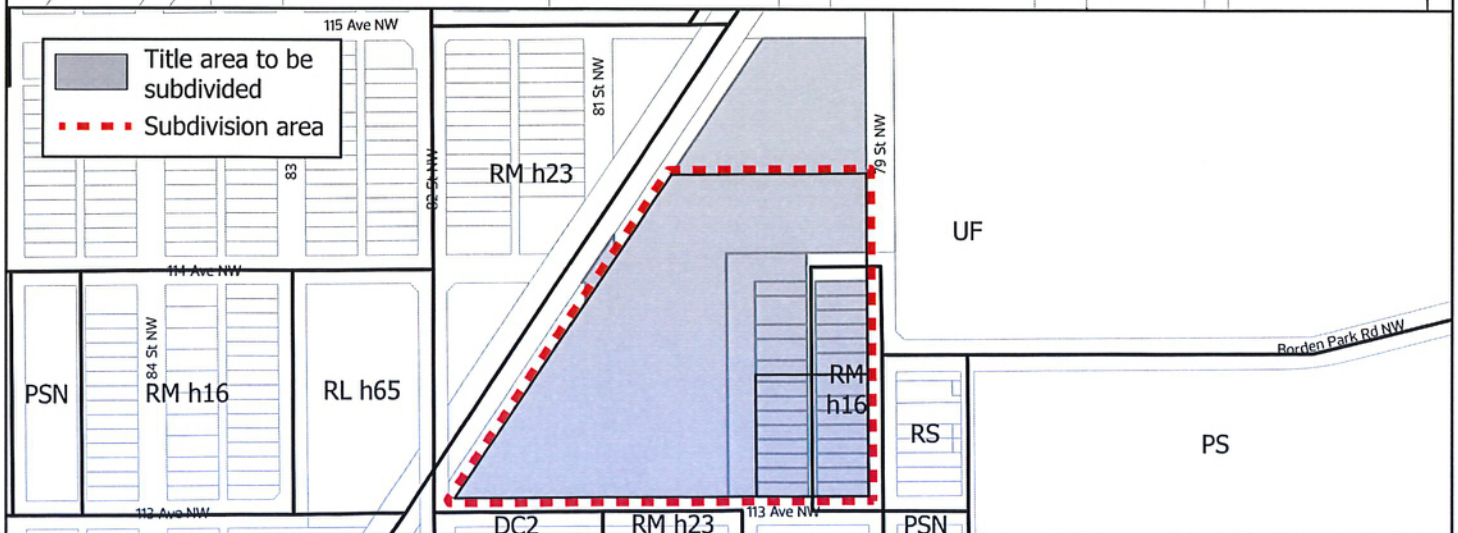 115 Ave NW
Title area to be
subdivided
Subdivision area
83
82 St NW
81 St NW
RM h23
79 St NW
UF
114 Ave NW
PSN
84 St NW
RM h16
RL h65
RM
h16
Borden Park Rd NW
RS
PS
113 Ave NW
113 Ave NW
DC2
RM h23
PSN